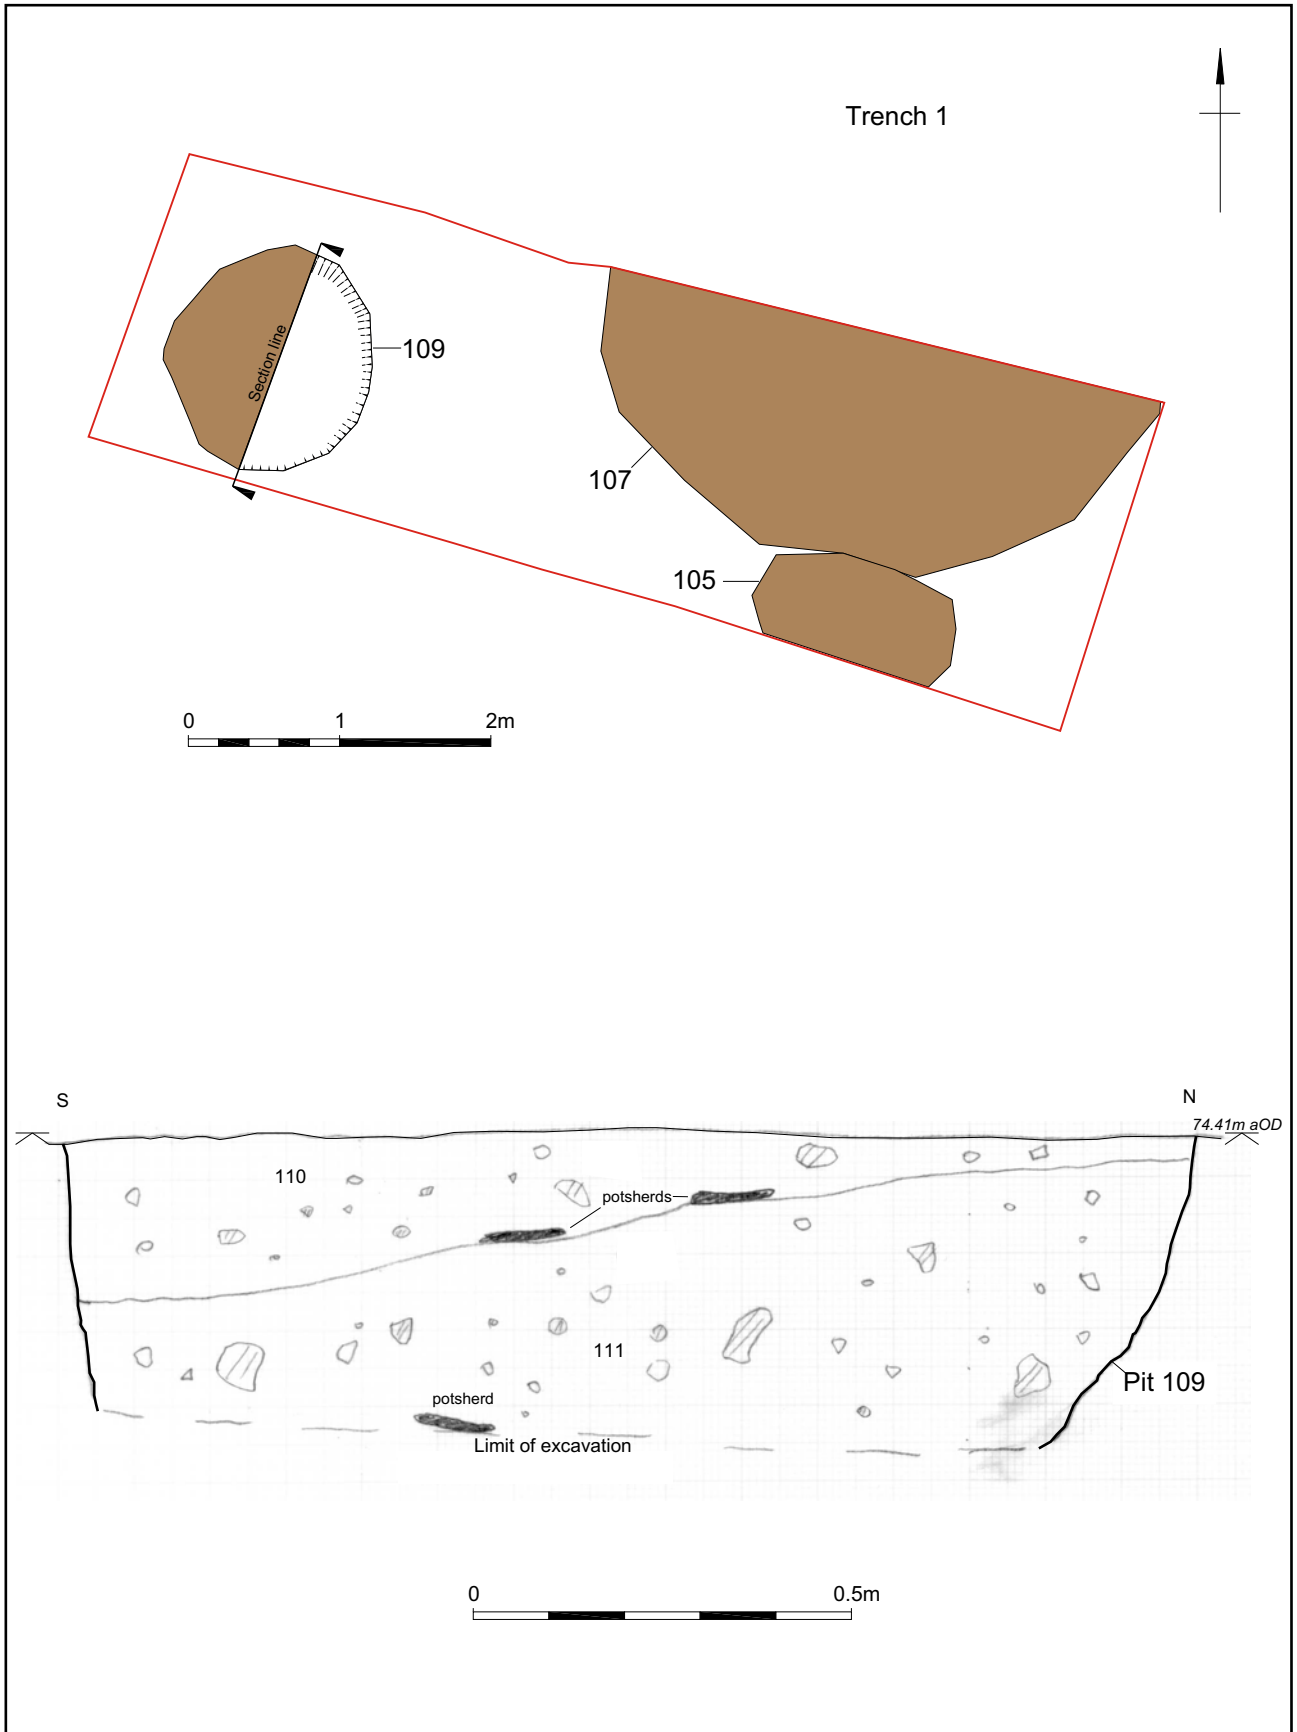 Trench 1
Section line
109
107
105
0 1 2m
S
N
74.41m aOD
110
potsherds
111
Pit 109
potsherd
Limit of excavation
0 0.5m